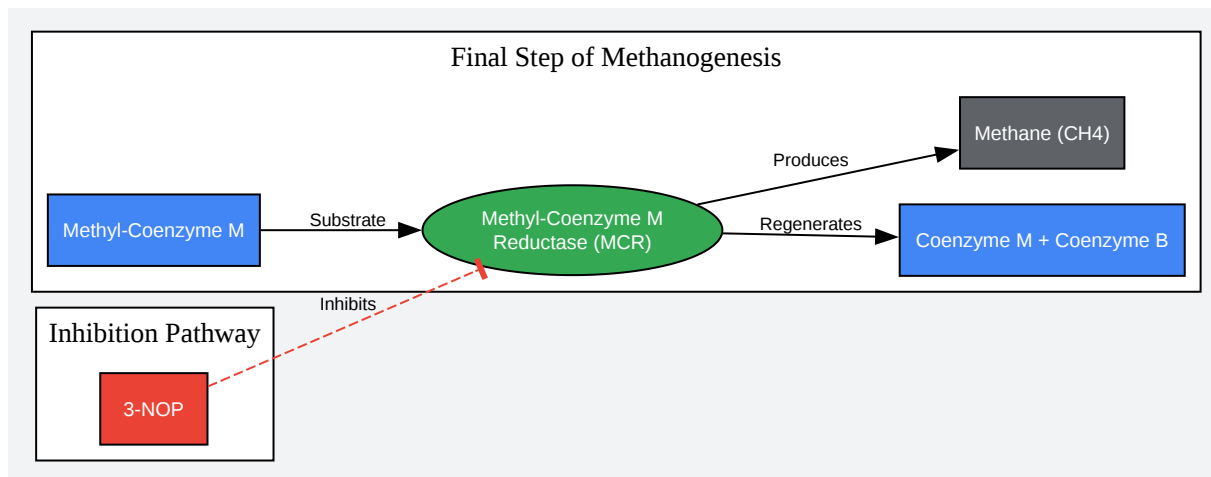 Final Step of Methanogenesis
Methane (CH4)
Produces
Methyl-Coenzyme M
Substrate
Methyl-Coenzyme M
Reductase (MCR)
Regenerates
Coenzyme M + Coenzyme B
Inhibits
Inhibition Pathway
3-NOP